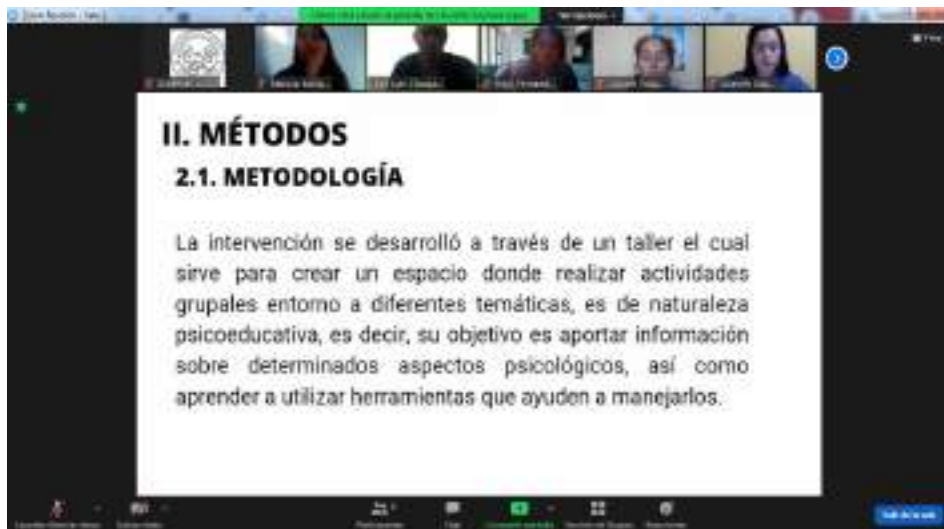 II. MÉTODOS
2.1. METODOLOGÍA
La intervención se desarrolló a través de un taller el cual
sirve para crear un espacio donde realizar actividades
grupales entorno a diferentes temáticas, es de naturaleza
psicoeducativa, es decir, su objetivo es aportar información
sobre determinados aspectos psicológicos, así como
aprender a utilizar herramientas que ayuden a manejarlos.